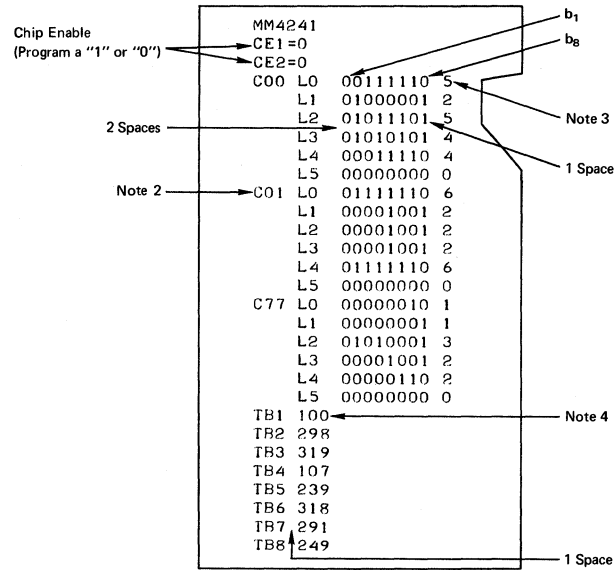 MM4241
CE1=0
CE2=0
C00 L0 00111110 5
L1 01000001 2
L2 01011101 5
L3 01010101 4
L4 00011110 4
L5 00000000 0
C01 L0 01111110 6
L1 00001001 2
L2 00001001 2
L3 00001001 2
L4 01111110 6
L5 00000000 0
C77 L0 00000010 1
L1 00000001 1
L2 01010001 3
L3 00001001 2
L4 00000110 2
L5 00000000 0
TB1 100
TB2 298
TB3 319
TB4 107
TB5 239
TB6 318
TB7 291
TB8 249
Chip Enable
(Program a "1" or "0")
2 Spaces
Note 2
b1
b8
Note 3
1 Space
Note 4
1 Space